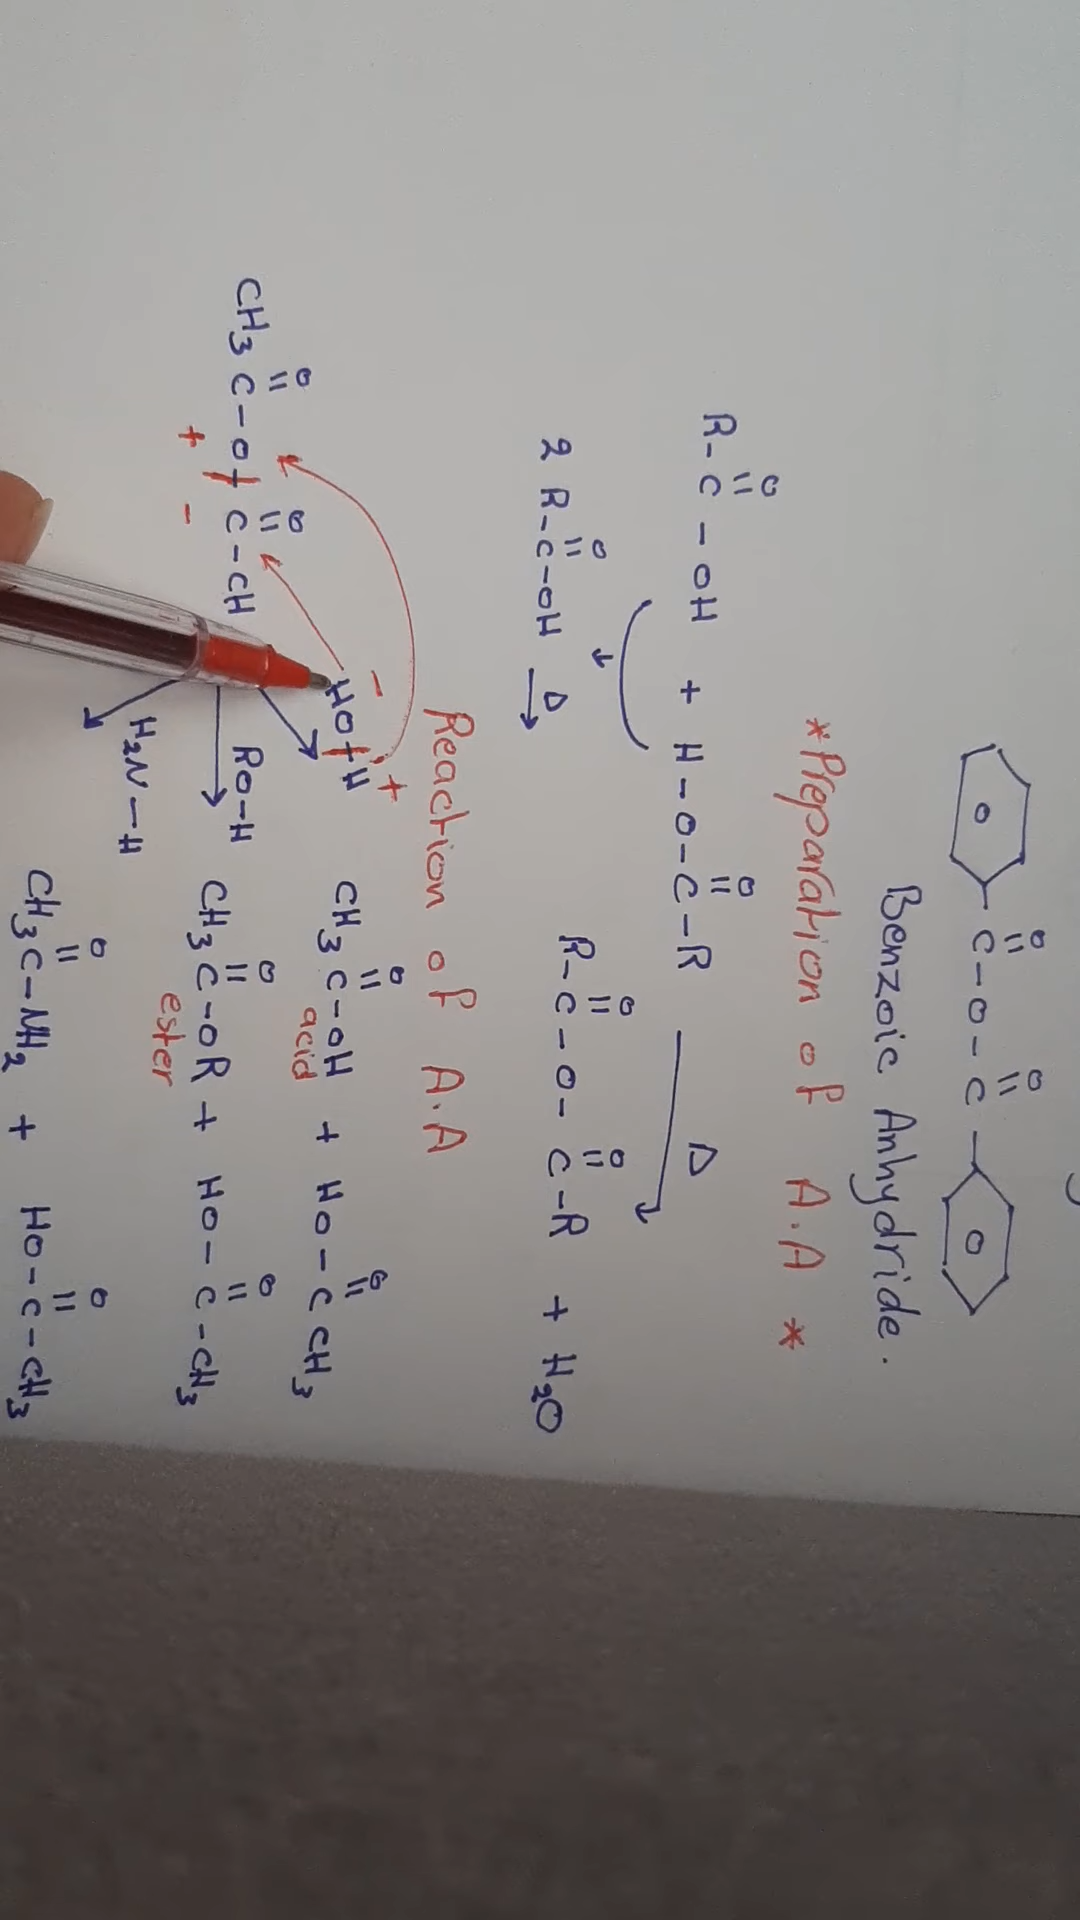 O O
C-O-C
Benzoic Anhydride.
*Preparation of A.A *
O O
R-C-OH + H-O-C-R Δ
O O O
2 R-C-OH Δ R-C-O-C-R + H2O
Reaction of A.A
- +
HO H
O O
CH3C-OH + HO-C CH3
acid
O O
CH3C-O C-CH
+ -
RO-H
O O
CH3C-OR + HO-C-CH3
ester
H2N-H
O O
CH3C-NH2 + HO-C-CH3